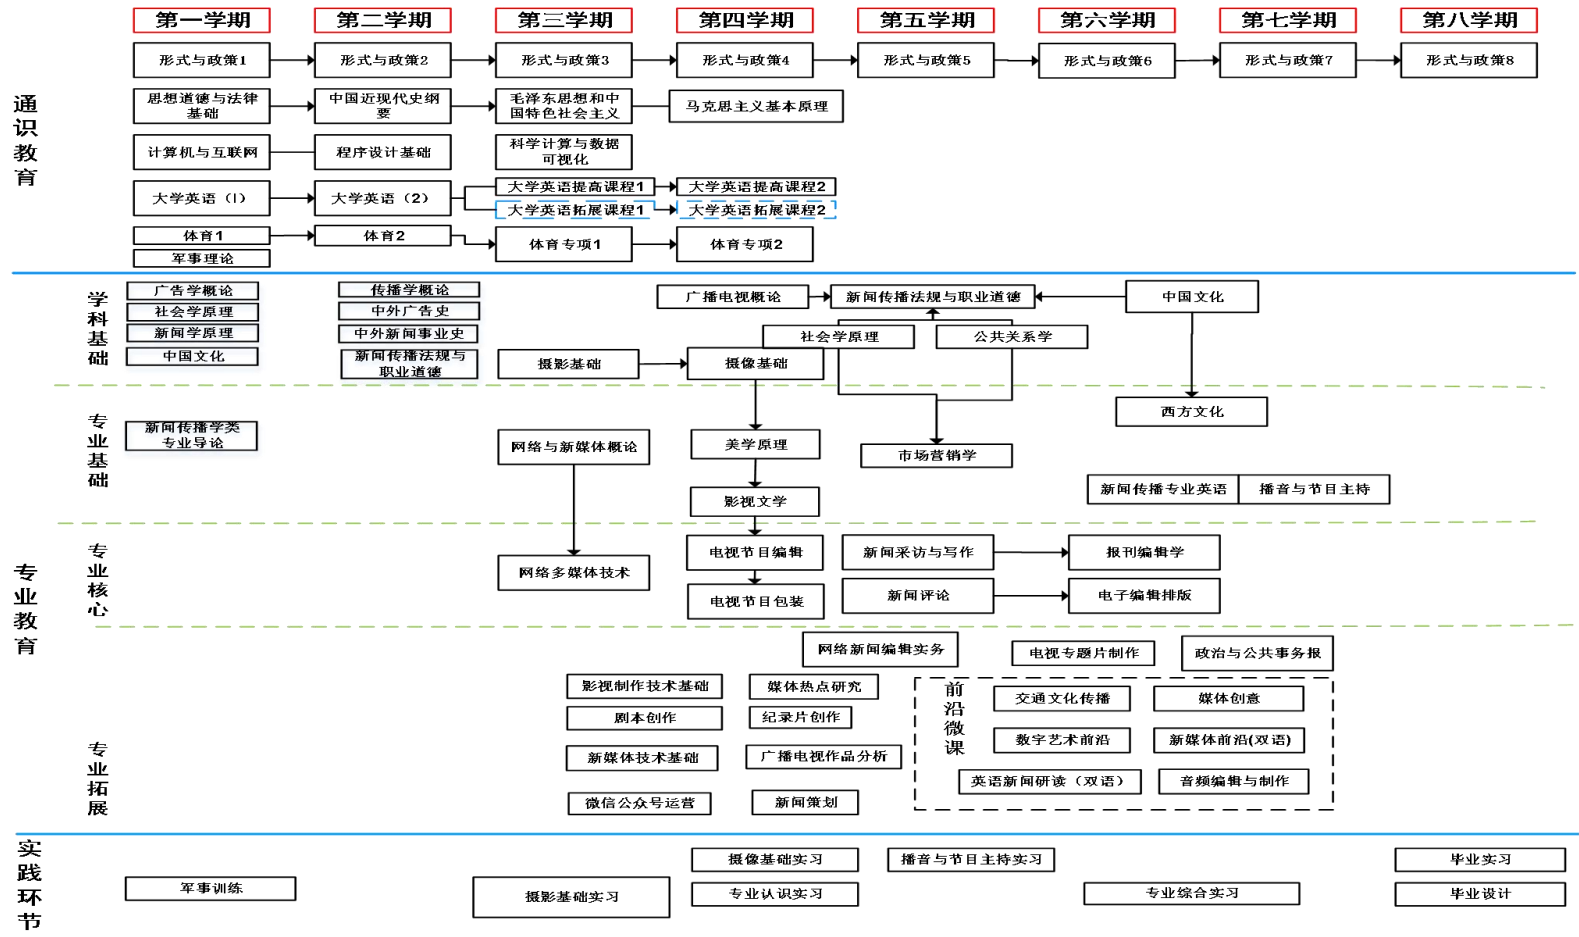 第一学期
第二学期
第三学期
第四学期
第五学期
第六学期
第七学期
第八学期
通识教育
形式与政策1
形式与政策2
形式与政策3
形式与政策4
形式与政策5
形式与政策6
形式与政策7
形式与政策8
思想道德与法律
基础
中国近现代史纲
要
毛泽东思想和中
国特色社会主义
马克思主义基本原理
计算机与互联网
程序设计基础
科学计算与数据
可视化
大学英语（I）
大学英语（2）
大学英语提高课程1
大学英语提高课程2
大学英语拓展课程1
大学英语拓展课程2
体育1
体育2
体育专项1
体育专项2
军事理论
专业教育
学科基础
广告学概论
传播学概论
广播电视概论
新闻传播法规与职业道德
中国文化
社会学原理
中外广告史
新闻学原理
中外新闻事业史
社会学原理
公共关系学
中国文化
新闻传播法规与
职业道德
摄影基础
摄像基础
专业基础
西方文化
新闻传播学类
专业导论
网络与新媒体概论
美学原理
市场营销学
新闻传播专业英语
播音与节目主持
影视文学
专业核心
电视节目编辑
新闻采访与写作
报刊编辑学
网络多媒体技术
电视节目包装
新闻评论
电子编辑排版
专业拓展
网络新闻编辑实务
电视专题片制作
政治与公共事务报
影视制作技术基础
媒体热点研究
前沿微课
交通文化传播
媒体创意
剧本创作
纪录片创作
数字艺术前沿
新媒体前沿(双语)
新媒体技术基础
广播电视作品分析
英语新闻研读（双语）
音频编辑与制作
微信公众号运营
新闻策划
实践环节
摄像基础实习
播音与节目主持实习
毕业实习
军事训练
摄影基础实习
专业认识实习
专业综合实习
毕业设计